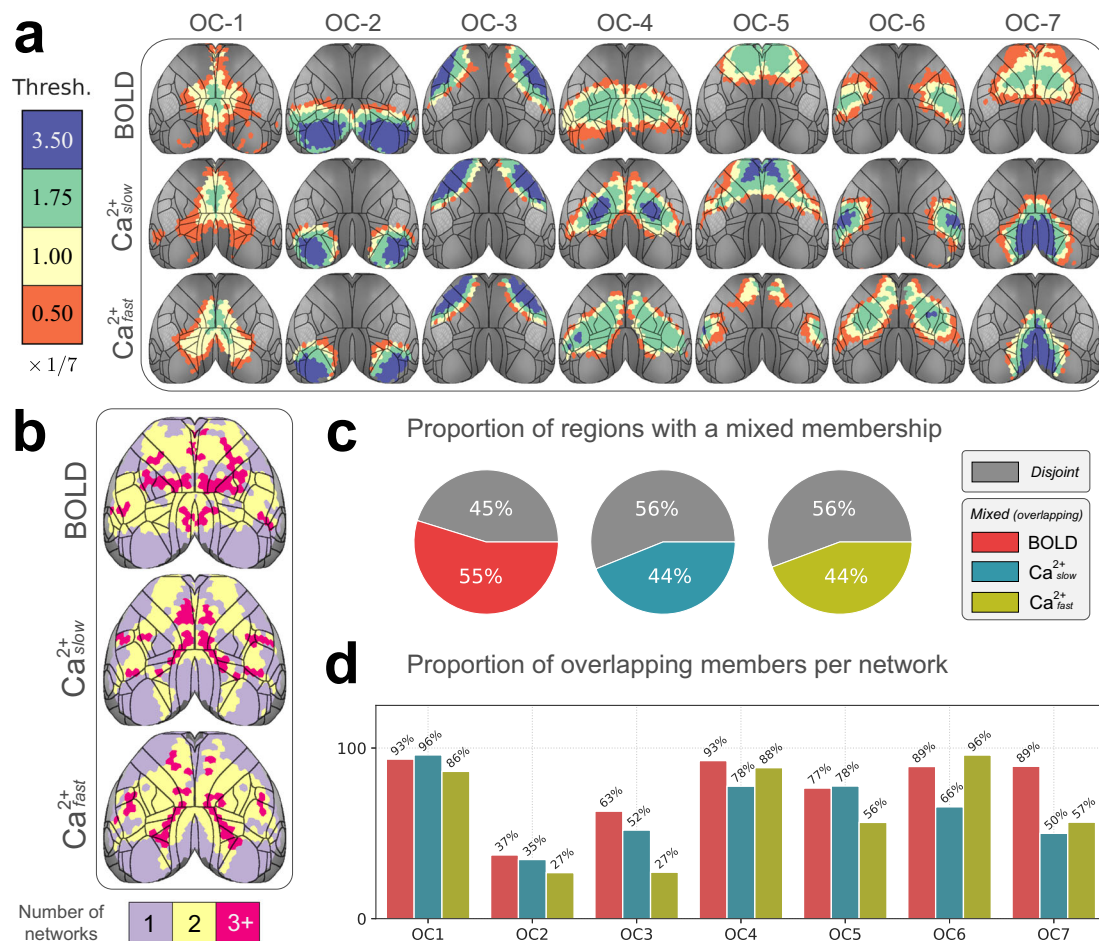 a
OC-1 OC-2 OC-3 OC-4 OC-5 OC-6 OC-7
Thresh.
3.50
1.75
1.00
0.50
× 1/7
BOLD
Ca²⁺slow
Ca²⁺fast
b
BOLD
Ca²⁺slow
Ca²⁺fast
Number of
networks
1 2 3+
c Proportion of regions with a mixed membership
45% 56% 56%
55% 44% 44%
Disjoint
Mixed (overlapping)
BOLD
Ca²⁺slow
Ca²⁺fast
d Proportion of overlapping members per network
100
0
93% 96% 86%
37% 35% 27%
63% 52% 27%
93% 78% 88%
77% 78% 56%
89% 66% 96%
89% 50% 57%
OC1 OC2 OC3 OC4 OC5 OC6 OC7